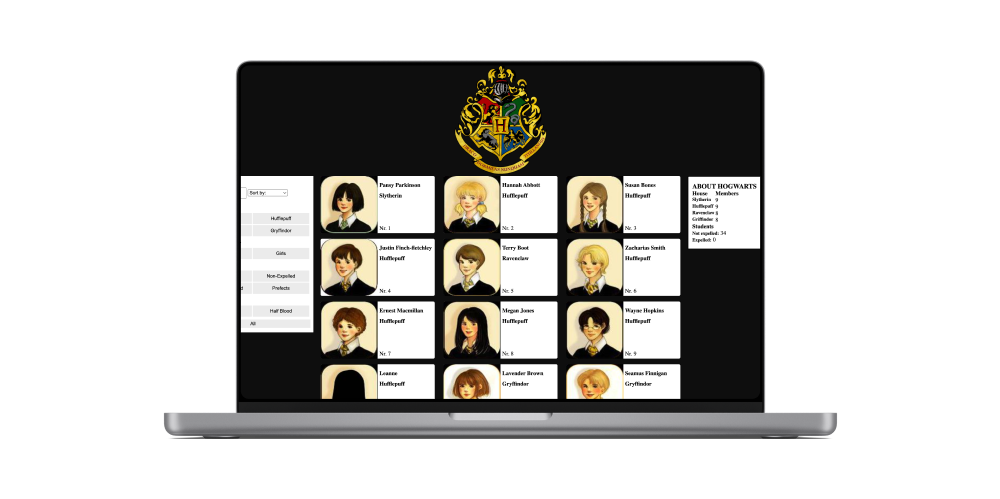 H
Sort by:
Hufflepuff
Gryffindor
Girls
Non-Expelled
d
Prefects
Half Blood
All
Pansy Parkinson
Slytherin
Nr. 1
Hannah Abbott
Hufflepuff
Nr. 2
Susan Bones
Hufflepuff
Nr. 3
Justin Finch-fletchley
Hufflepuff
Nr. 4
Terry Boot
Ravenclaw
Nr. 5
Zacharias Smith
Hufflepuff
Nr. 6
Ernest Macmillan
Hufflepuff
Nr. 7
Megan Jones
Hufflepuff
Nr. 8
Wayne Hopkins
Hufflepuff
Nr. 9
Leanne
Hufflepuff
Lavender Brown
Gryffindor
Seamus Finnigan
Gryffindor
ABOUT HOGWARTS
House Members
Slytherin 9
Hufflepuff 9
Gryffindor
Students
Not expelled: 34
Expelled: 0